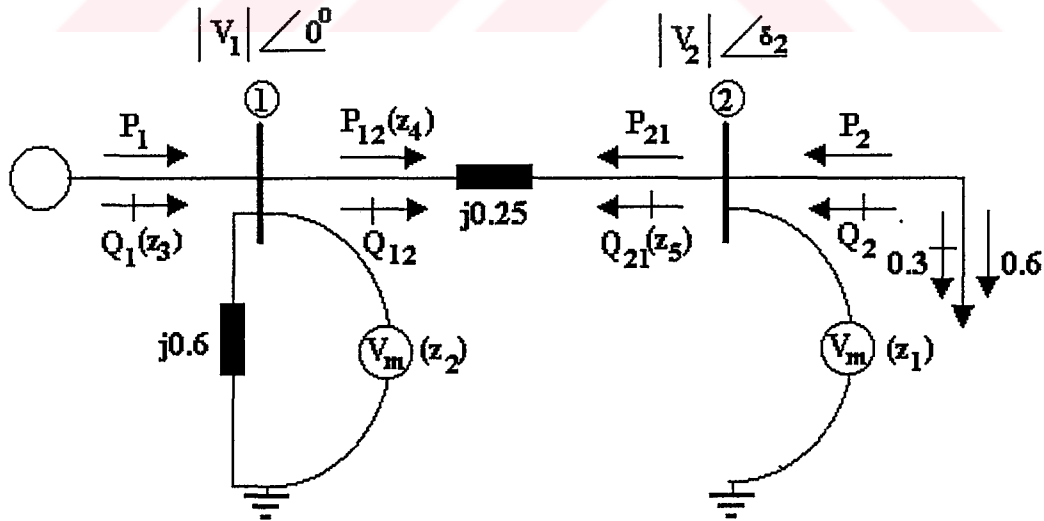 |V₁| ∠0⁰
|V₂| ∠δ₂
① ②
P₁ P₁₂(z₄) P₂₁ P₂
j0.25
Q₁(z₃) Q₁₂ Q₂₁(z₅) Q₂ 0.3 0.6
j0.6 Vₘ (z₂) Vₘ (z₁)